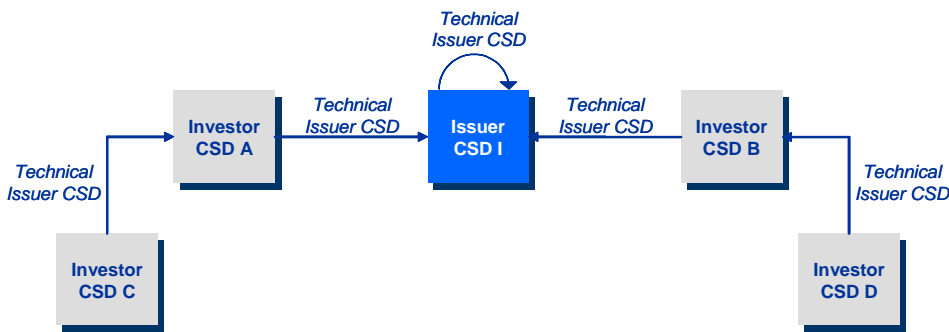 Technical
Issuer CSD
Investor
CSD A
Technical
Issuer CSD
Issuer
CSD I
Technical
Issuer CSD
Investor
CSD B
Technical
Issuer CSD
Technical
Issuer CSD
Investor
CSD C
Investor
CSD D